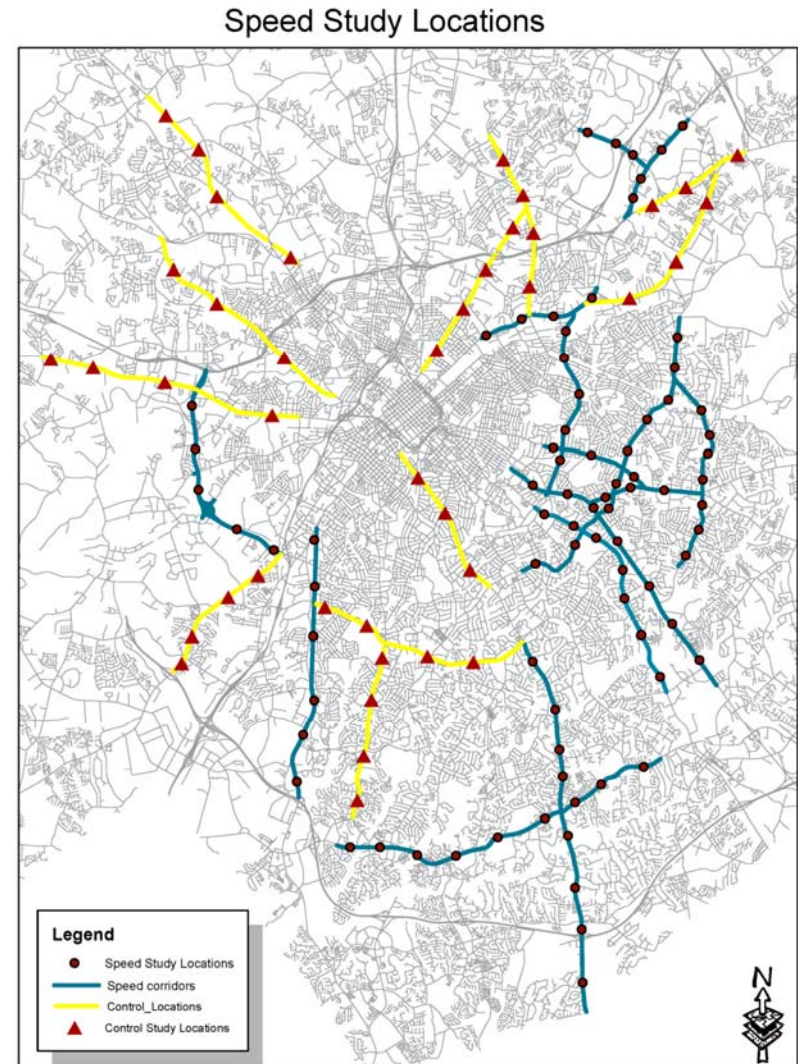 Speed Study Locations
Legend
Speed Study Locations
Speed corridors
Control_Locations
Control Study Locations
N